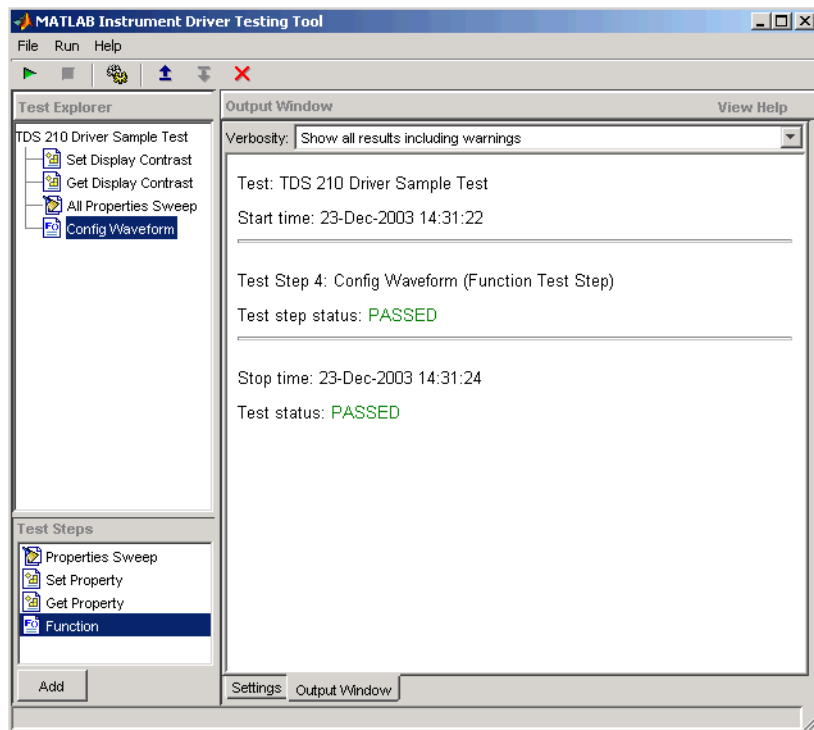 MATLAB Instrument Driver Testing Tool
File Run Help
Test Explorer
TDS 210 Driver Sample Test
Set Display Contrast
Get Display Contrast
All Properties Sweep
Config Waveform
Test Steps
Properties Sweep
Set Property
Get Property
Function
Add
Output Window View Help
Verbosity: Show all results including warnings
Test: TDS 210 Driver Sample Test
Start time: 23-Dec-2003 14:31:22
Test Step 4: Config Waveform (Function Test Step)
Test step status: PASSED
Stop time: 23-Dec-2003 14:31:24
Test status: PASSED
Settings Output Window